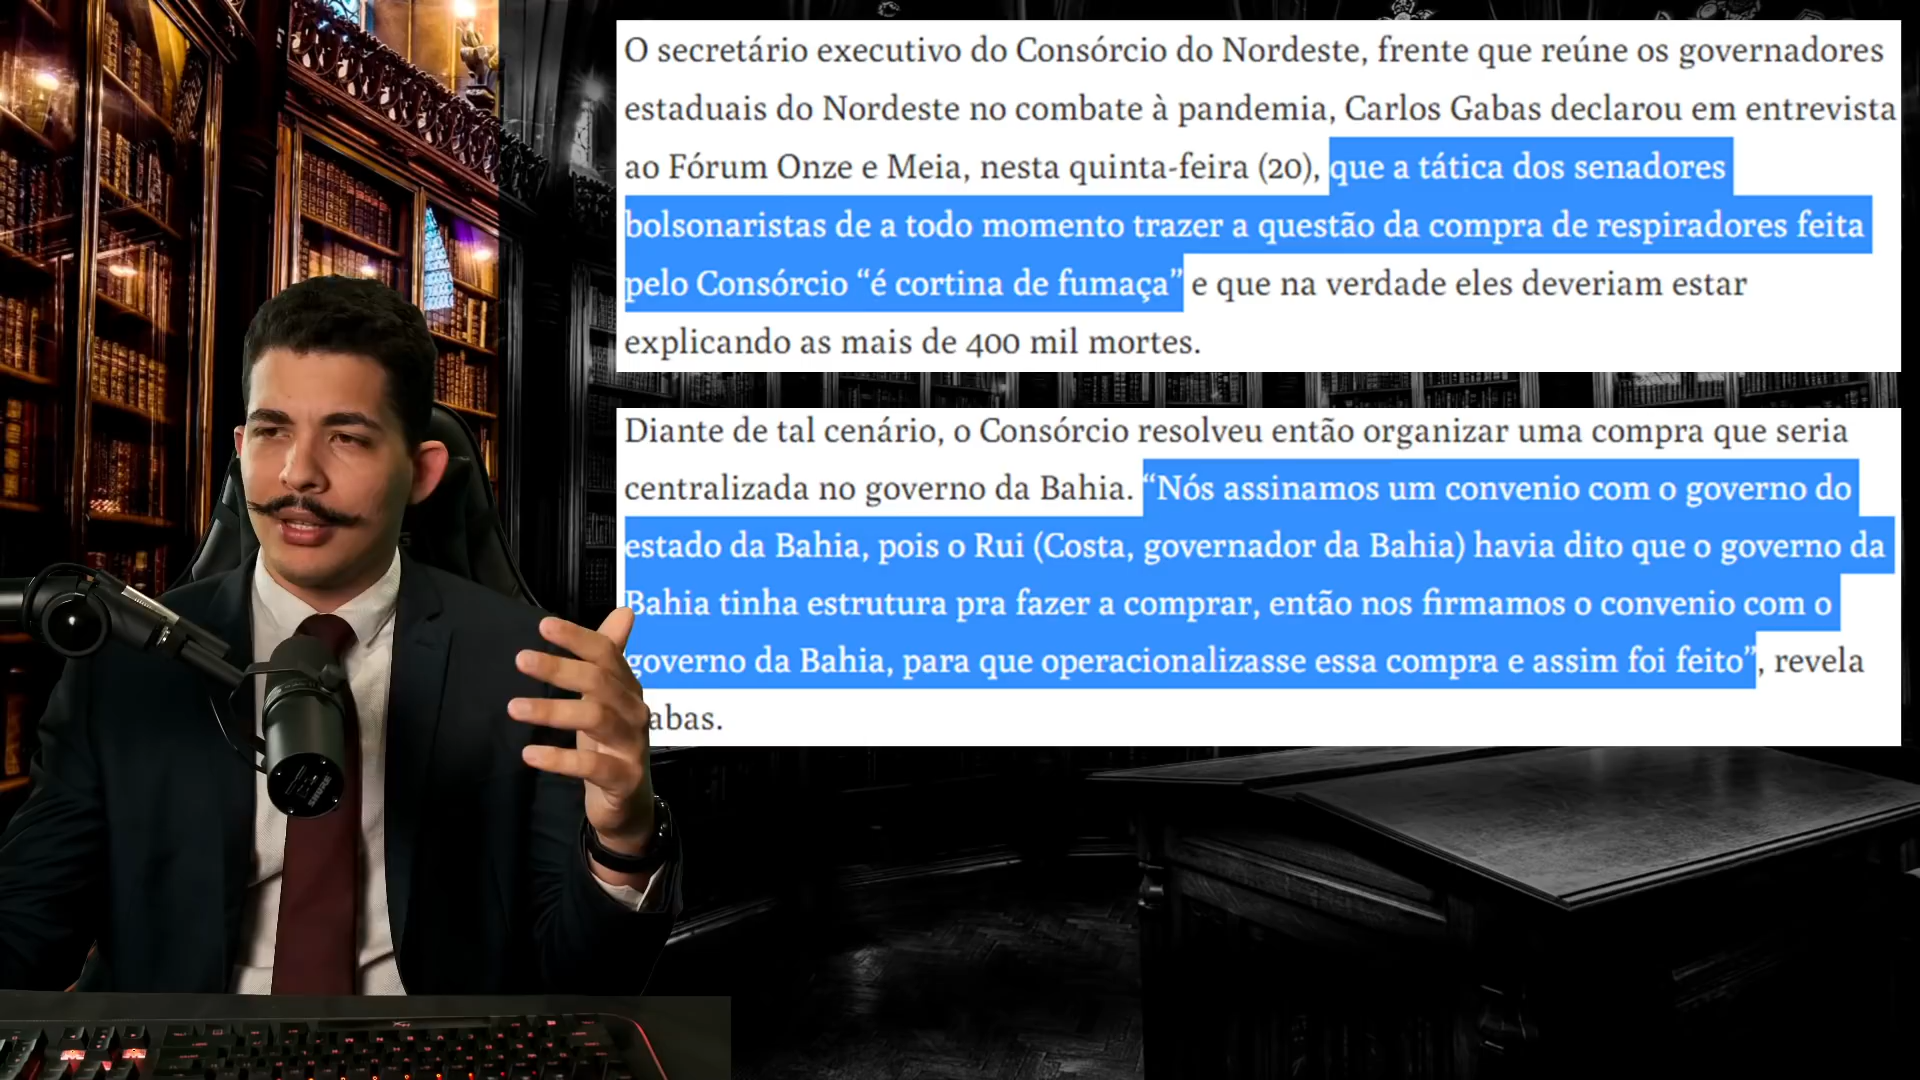 O secretário executivo do Consórcio do Nordeste, frente que reúne os governadores
estaduais do Nordeste no combate à pandemia, Carlos Gabas declarou em entrevista
ao Fórum Onze e Meia, nesta quinta-feira (20), que a tática dos senadores
bolsonaristas de a todo momento trazer a questão da compra de respiradores feita
pelo Consórcio “é cortina de fumaça” e que na verdade eles deveriam estar
explicando as mais de 400 mil mortes.
Diante de tal cenário, o Consórcio resolveu então organizar uma compra que seria
centralizada no governo da Bahia. “Nós assinamos um convenio com o governo do
estado da Bahia, pois o Rui (Costa, governador da Bahia) havia dito que o governo da
Bahia tinha estrutura pra fazer a comprar, então nos firmamos o convenio com o
governo da Bahia, para que operacionalizasse essa compra e assim foi feito”, revela
abas.